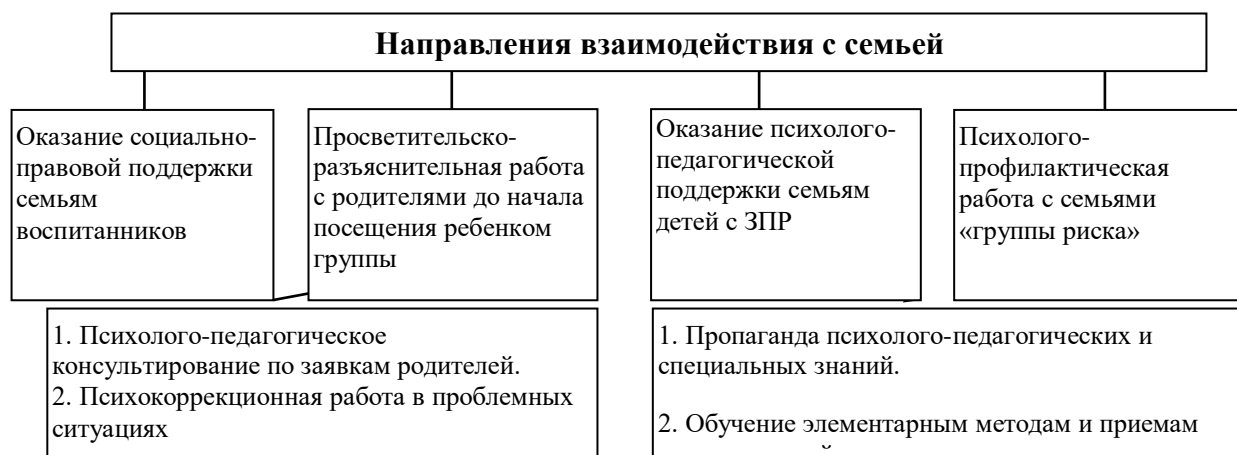 Направления взаимодействия с семьей
Оказание социально-
правовой поддержки
семьям
воспитанников
Просветительско-
разъяснительная работа
с родителями до начала
посещения ребенком
группы
Оказание психолого-
педагогической
поддержки семьям
детей с ЗПР
Психолого-
профилактическая
работа с семьями
«группы риска»
1. Психолого-педагогическое
консультирование по заявкам родителей.
2. Психокоррекционная работа в проблемных
ситуациях
1. Пропаганда психолого-педагогических и
специальных знаний.
2. Обучение элементарным методам и приемам